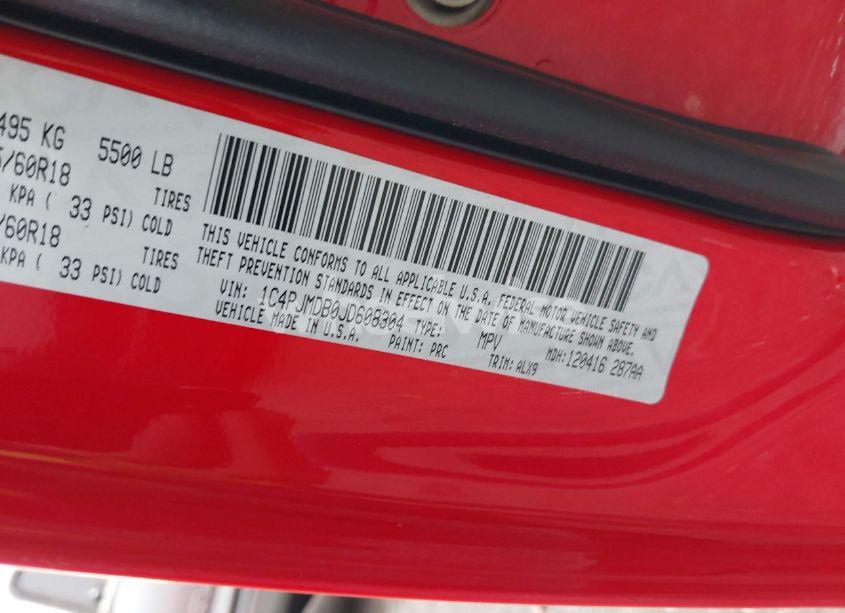 495 KG 5500 LB
/60R18 TIRES
KPA ( 33 PSI) COLD
/60R18 TIRES
KPA ( 33 PSI) COLD
THIS VEHICLE CONFORMS TO ALL APPLICABLE U.S.A. FEDERAL MOTOR VEHICLE SAFETY AND
THEFT PREVENTION STANDARDS IN EFFECT ON THE DATE OF MANUFACTURE SHOWN ABOVE.
VIN: 1C4PJMDB0JD608304 TYPE: MPV MDH:120416 287AA
VEHICLE MADE IN U.S.A. PAINT: PRC TRIM: ALX9